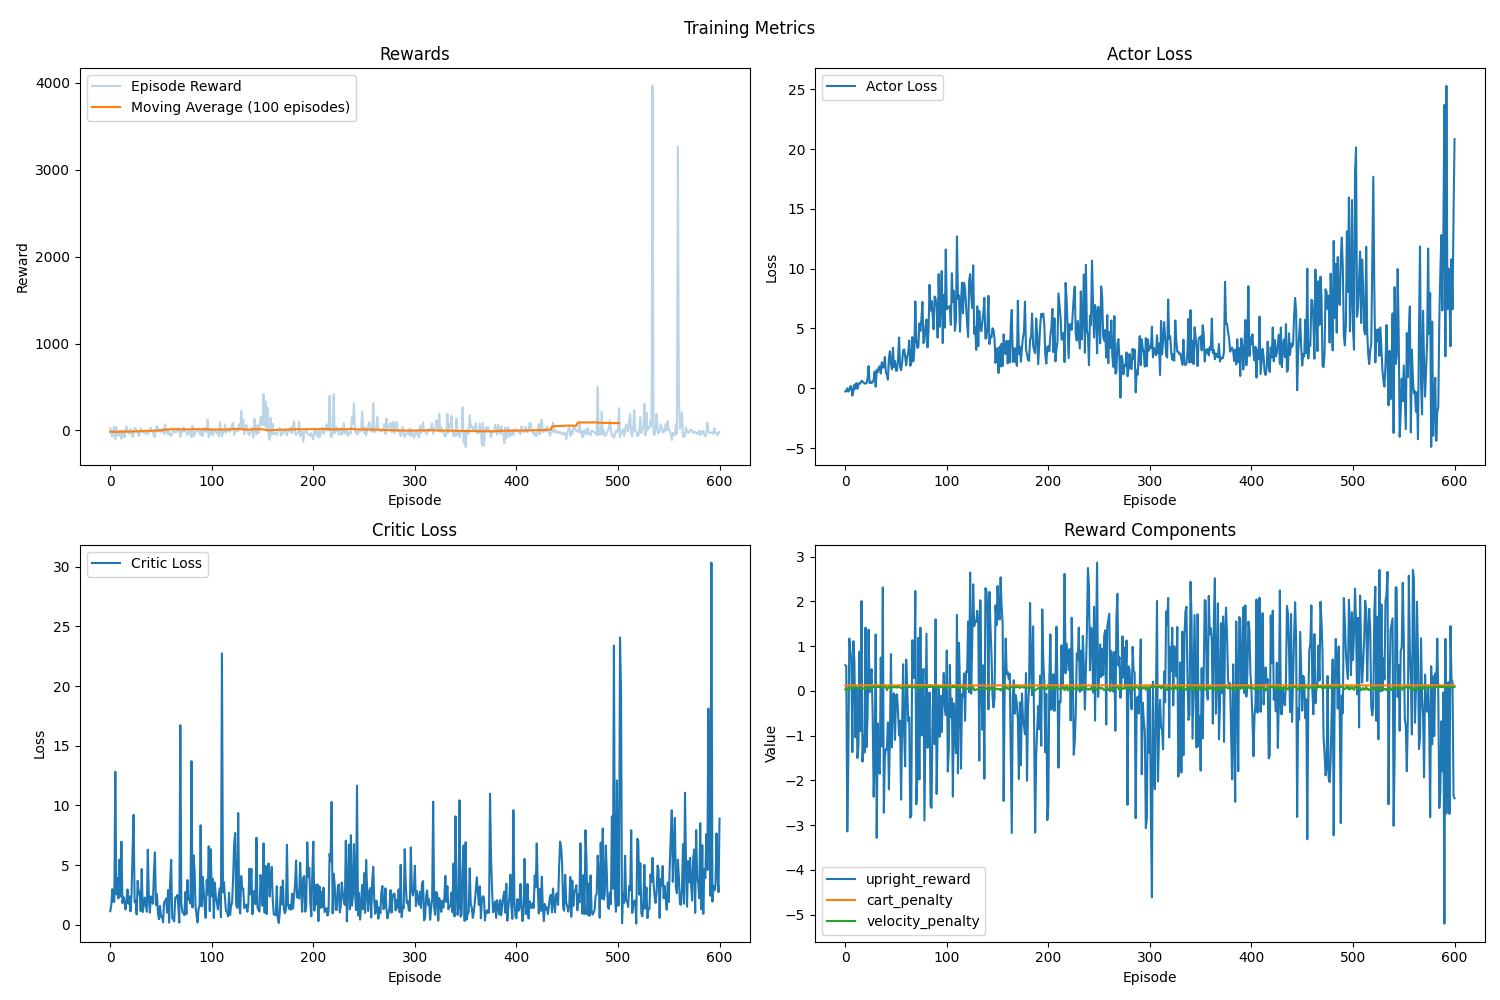 Training Metrics
Rewards
Episode Reward
Moving Average (100 episodes)
4000
3000
2000
1000
0
Reward
0 100 200 300 400 500 600
Episode
Actor Loss
Actor Loss
25
20
15
10
5
0
−5
Loss
0 100 200 300 400 500 600
Episode
Critic Loss
Critic Loss
30
25
20
15
10
5
0
Loss
0 100 200 300 400 500 600
Episode
Reward Components
3
2
1
0
−1
−2
−3
−4
−5
Value
upright_reward
cart_penalty
velocity_penalty
0 100 200 300 400 500 600
Episode